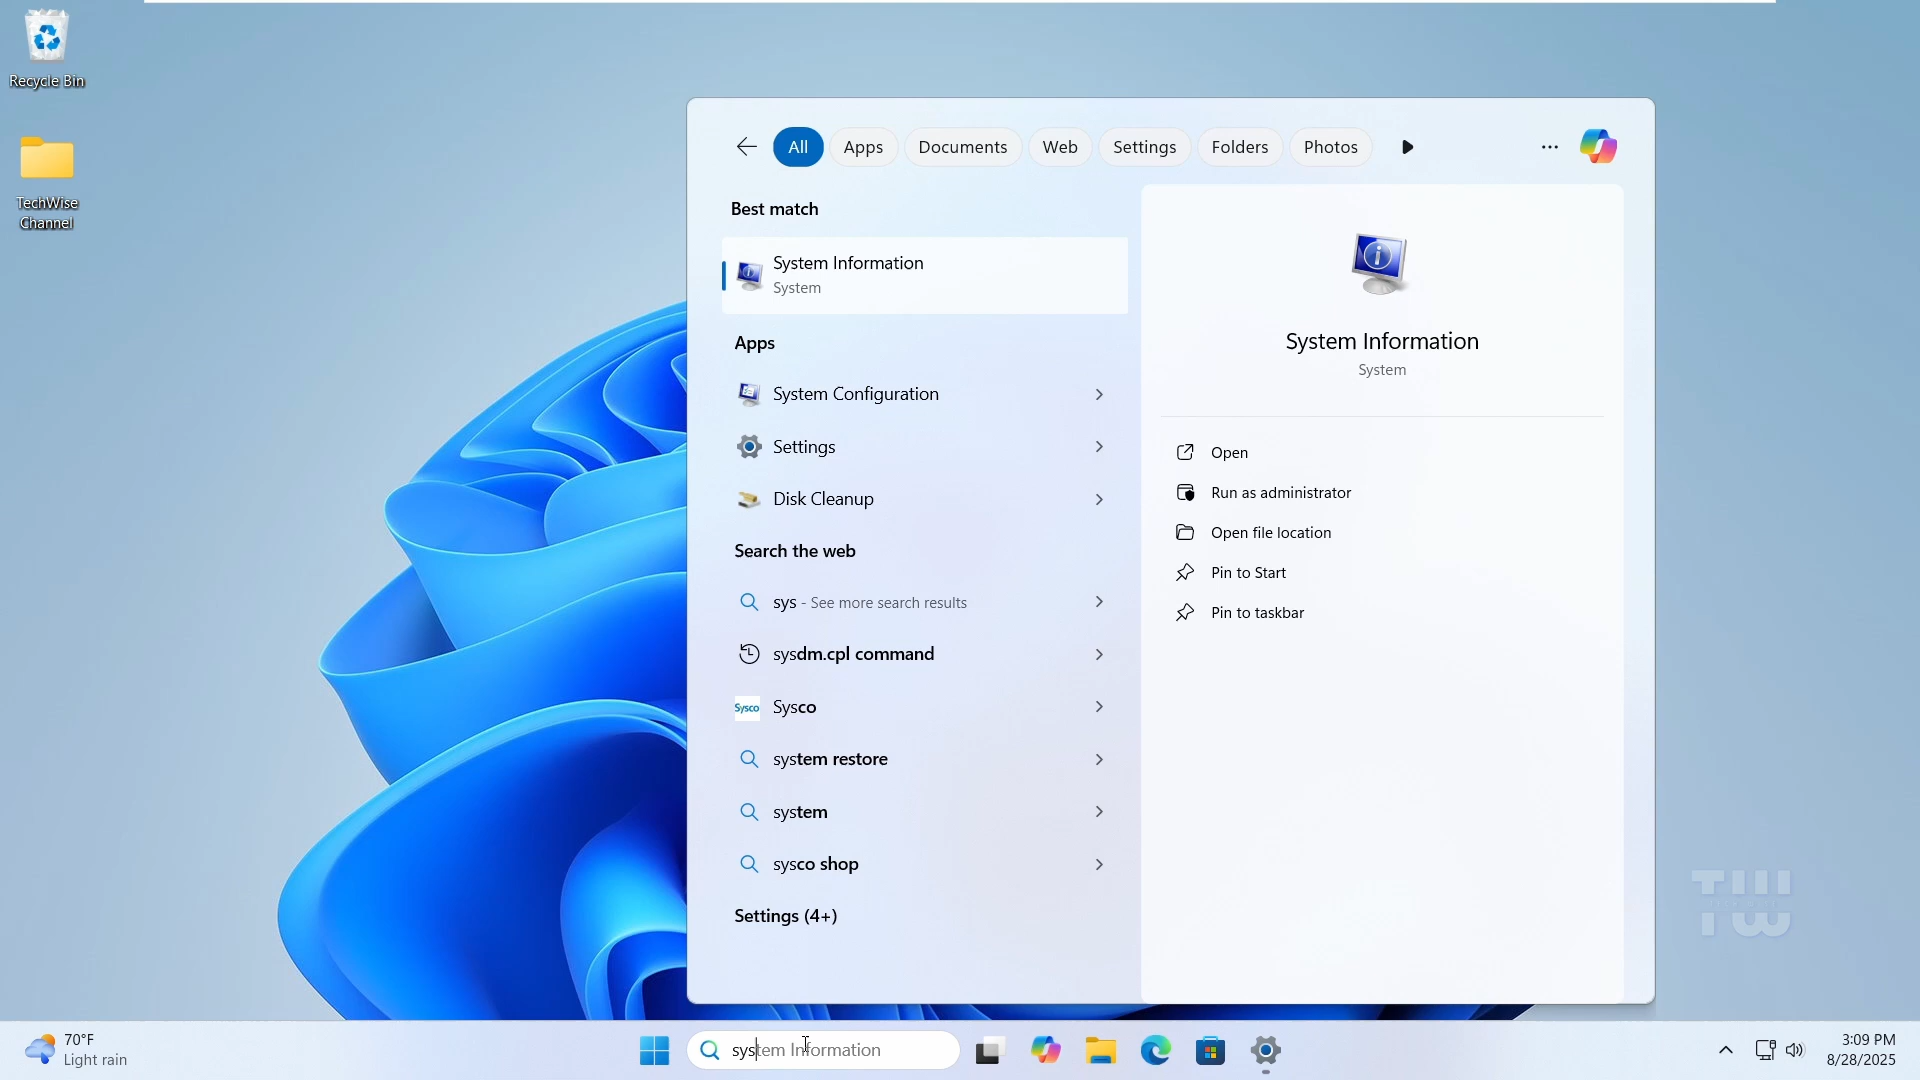 Recycle Bin
TechWise
Channel
All
Apps
Documents
Web
Settings
Folders
Photos
Best match
System Information
System
Apps
System Configuration
Settings
Disk Cleanup
Search the web
sys - See more search results
sysdm.cpl command
Sysco
Sysco
system restore
system
sysco shop
Settings (4+)
System Information
System
Open
Run as administrator
Open file location
Pin to Start
Pin to taskbar
TW
TW
70°F
Light rain
system Information
3:09 PM
8/28/2025